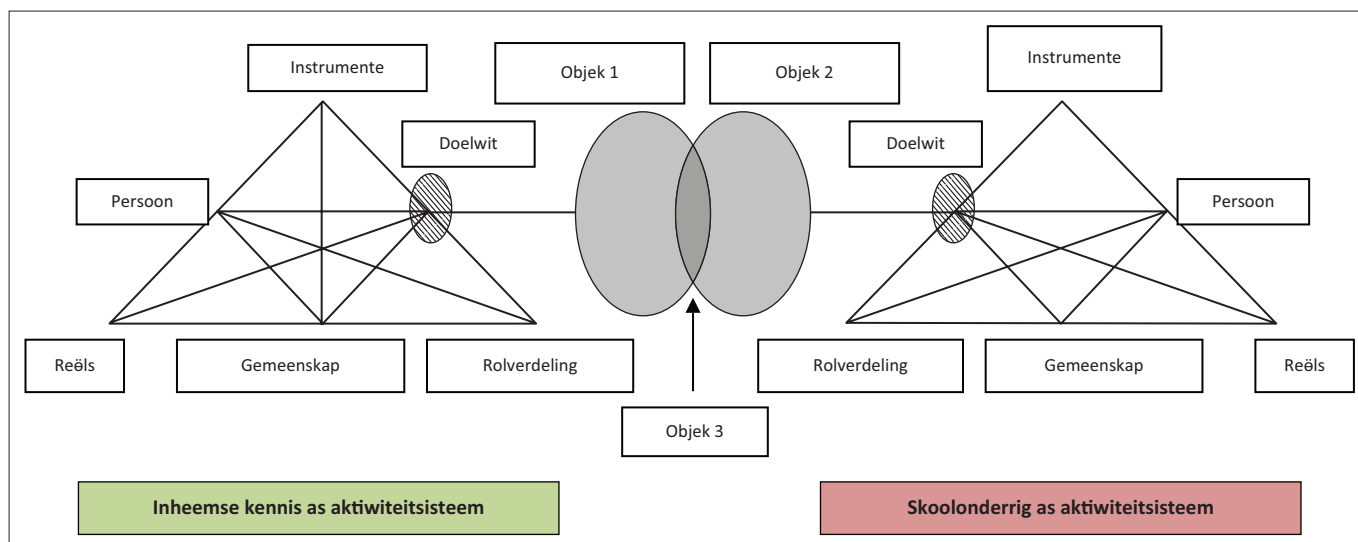 Instrumente
Objek 1
Objek 2
Instrumente
Doelwit
Doelwit
Persoon
Persoon
Reëls
Gemeenskap
Rolverdeling
Rolverdeling
Gemeenskap
Reëls
Objek 3
Inheemse kennis as aktiwiteitsisteem
Skoolonderrig as aktiwiteitsisteem